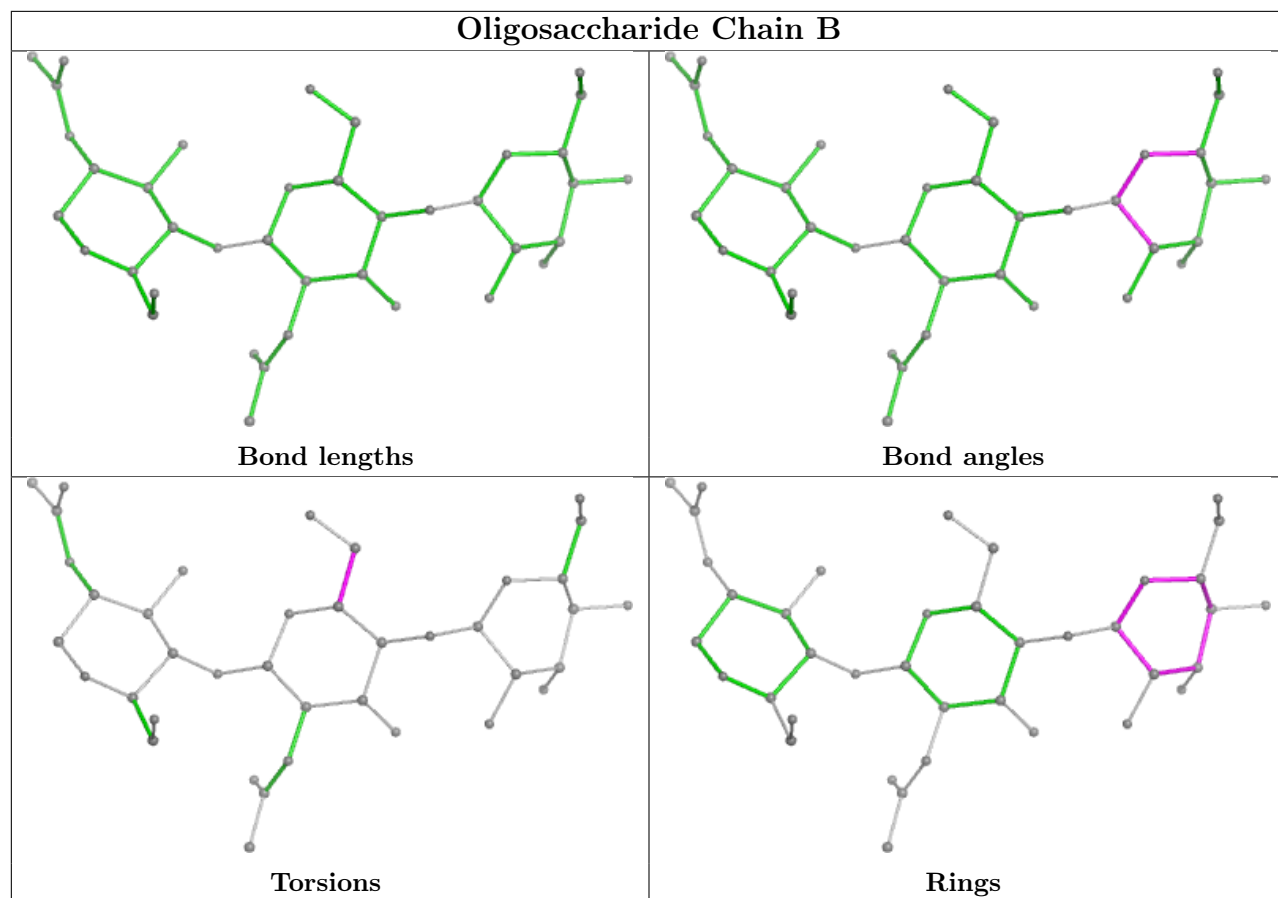 Oligosaccharide Chain B
Bond lengths
Bond angles
Torsions
Rings